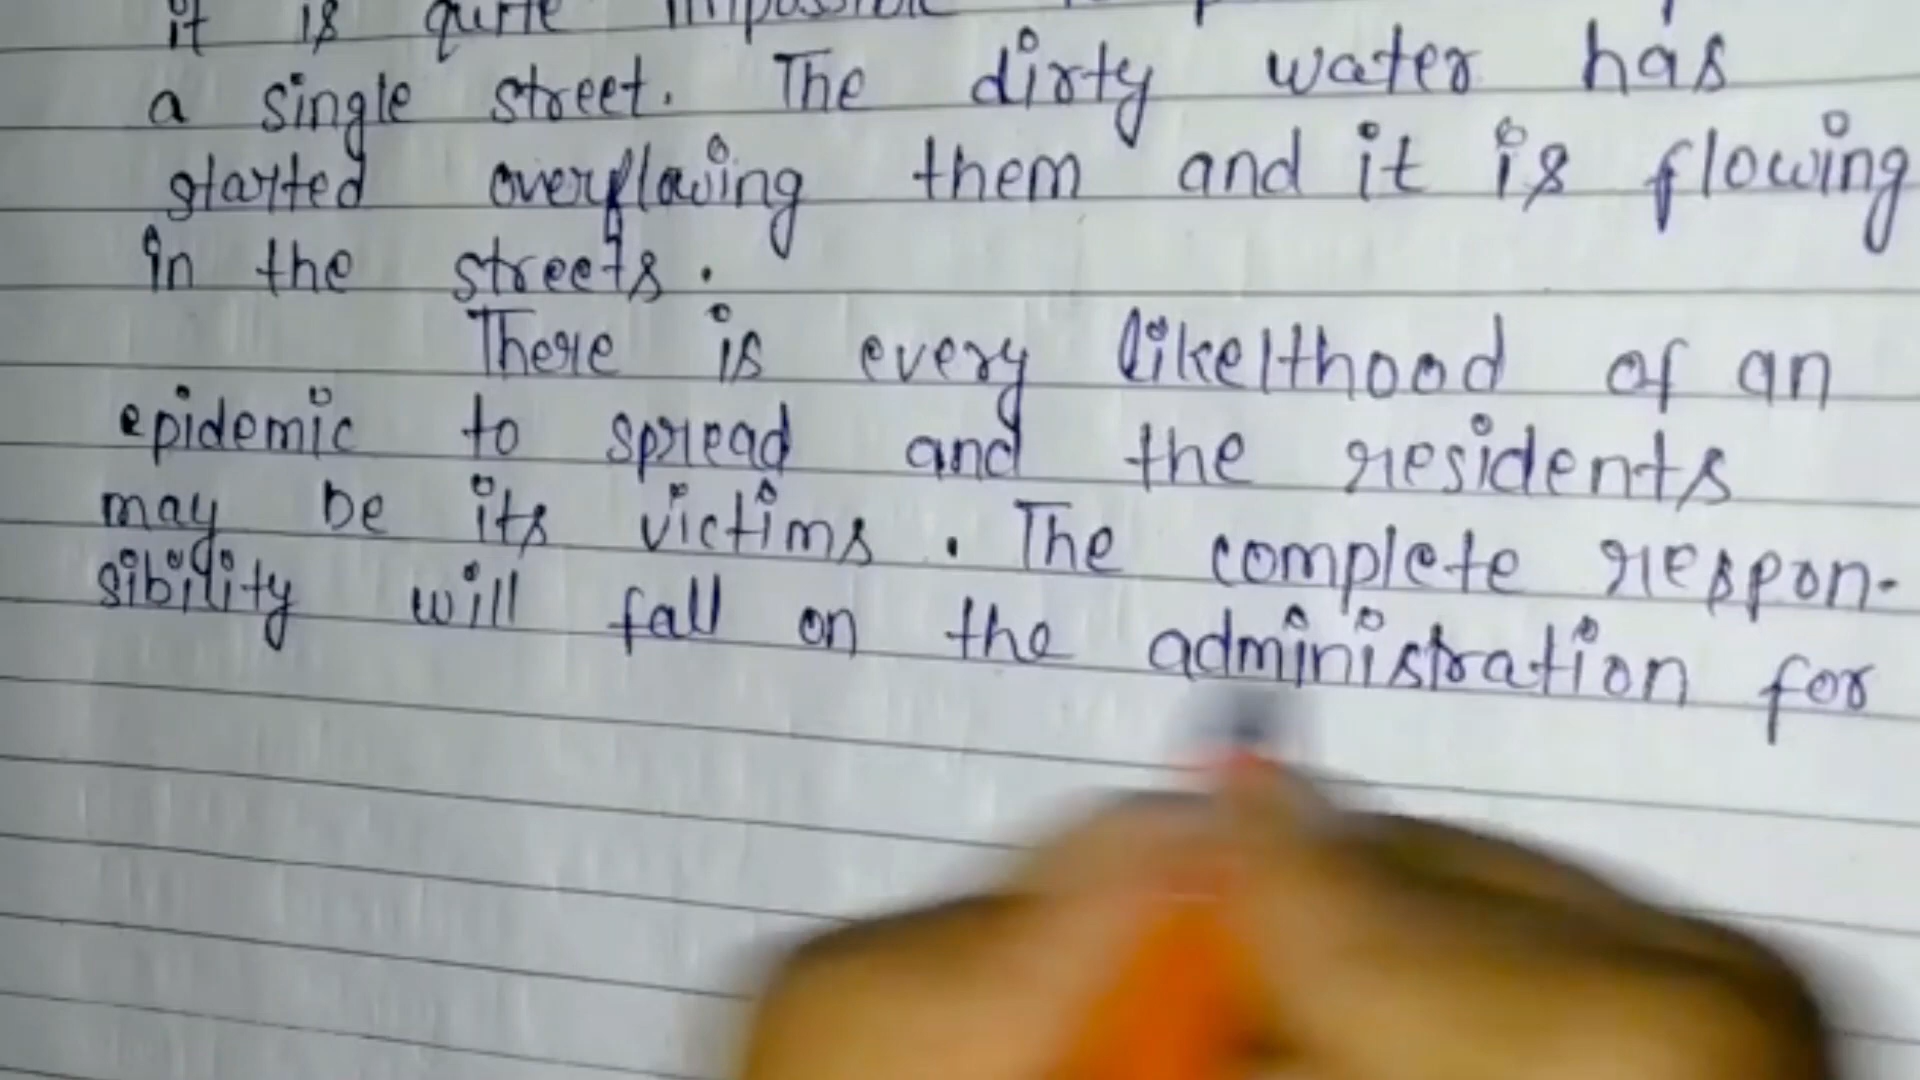 it is quite impossible
a single street. The dirty water has
started overflowing them and it is flowing
in the streets.
There is every likelthood of an
epidemic to spread and the residents
may be its victims. The complete respon-
sibility will fall on the administration for